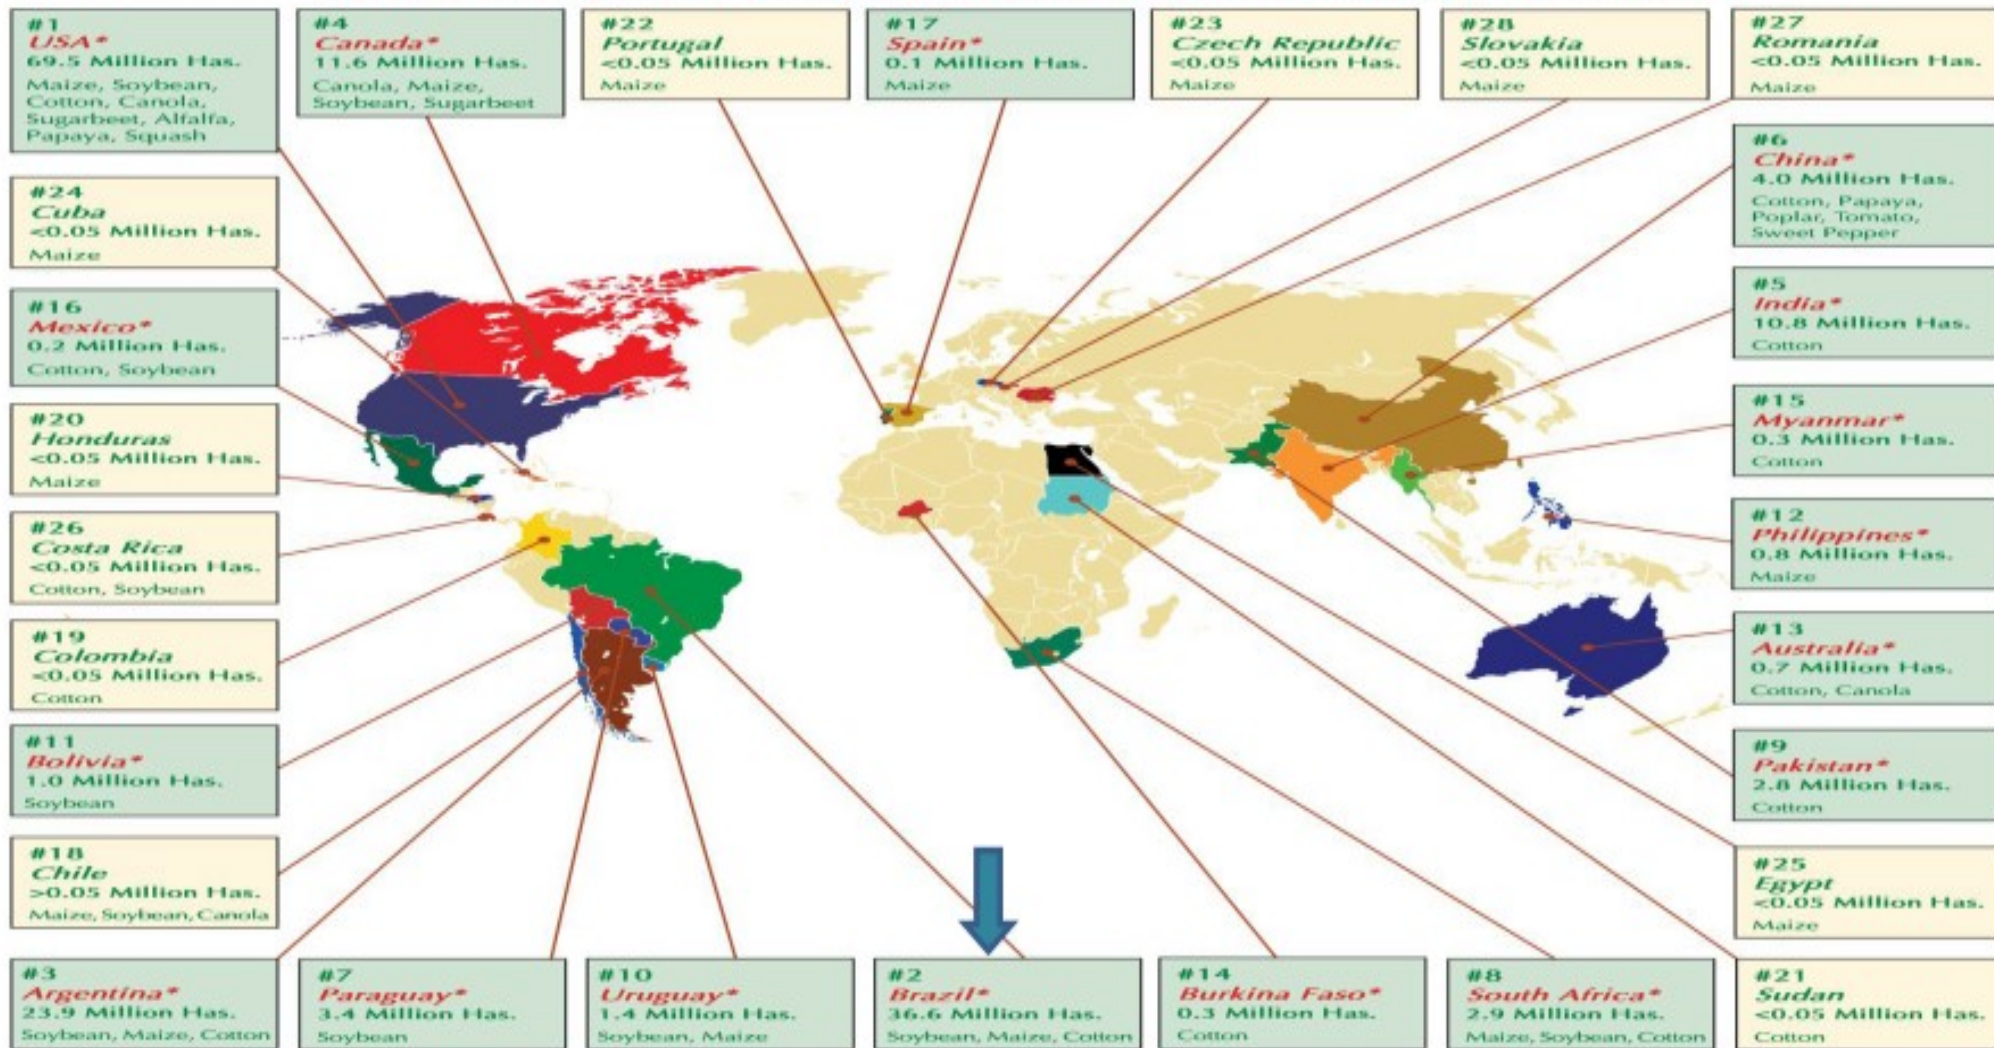 #1
USA*
69.5 Million Has.
Maize, Soybean,
Cotton, Canola,
Sugarbeet, Alfalfa,
Papaya, Squash
#4
Canada*
11.6 Million Has.
Canola, Maize,
Soybean, Sugarbeet
#22
Portugal
<0.05 Million Has.
Maize
#17
Spain*
0.1 Million Has.
Maize
#23
Czech Republic
<0.05 Million Has.
Maize
#28
Slovakia
<0.05 Million Has.
Maize
#27
Romania
<0.05 Million Has.
Maize
#24
Cuba
<0.05 Million Has.
Maize
#16
Mexico*
0.2 Million Has.
Cotton, Soybean
#20
Honduras
<0.05 Million Has.
Maize
#26
Costa Rica
<0.05 Million Has.
Cotton, Soybean
#19
Colombia
<0.05 Million Has.
Cotton
#11
Bolivia*
1.0 Million Has.
Soybean
#18
Chile
>0.05 Million Has.
Maize, Soybean, Canola
#6
China*
4.0 Million Has.
Cotton, Papaya,
Poplar, Tomato,
Sweet Pepper
#5
India*
10.8 Million Has.
Cotton
#15
Myanmar*
0.3 Million Has.
Cotton
#12
Philippines*
0.8 Million Has.
Maize
#13
Australia*
0.7 Million Has.
Cotton, Canola
#9
Pakistan*
2.8 Million Has.
Cotton
#25
Egypt
<0.05 Million Has.
Maize
#3
Argentina*
23.9 Million Has.
Soybean, Maize, Cotton
#7
Paraguay*
3.4 Million Has.
Soybean
#10
Uruguay*
1.4 Million Has.
Soybean, Maize
#2
Brazil*
36.6 Million Has.
Soybean, Maize, Cotton
#14
Burkina Faso*
0.3 Million Has.
Cotton
#8
South Africa*
2.9 Million Has.
Maize, Soybean, Cotton
#21
Sudan
<0.05 Million Has.
Cotton